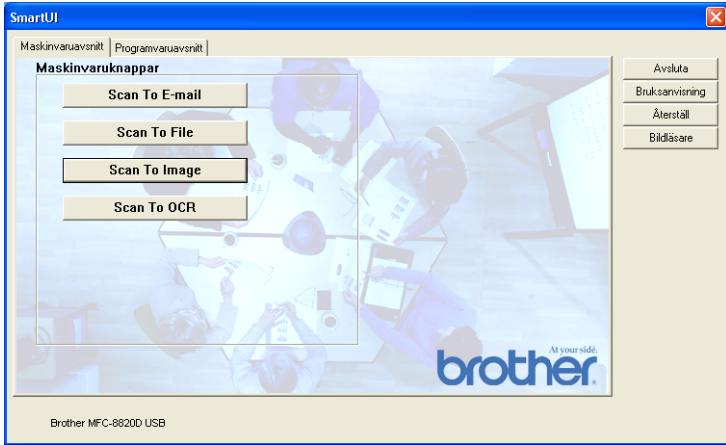 SmartUI
Maskinvaruavsnitt
Programvaruavsnitt
Maskinvaruknappar
Scan To E-mail
Scan To File
Scan To Image
Scan To OCR
Avsluta
Bruksanvisning
Återställ
Bildläsare
At your side.
brother
Brother MFC-8820D USB